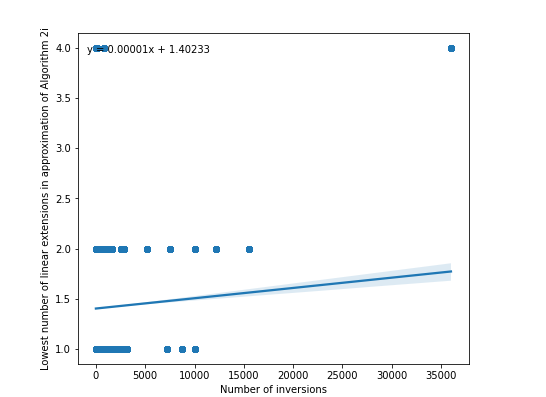 Lowest number of linear extensions in approximation of Algorithm 2i
4.0
y = 0.00001x + 1.40233
3.5
3.0
2.5
2.0
1.5
1.0
0 5000 10000 15000 20000 25000 30000 35000
Number of inversions